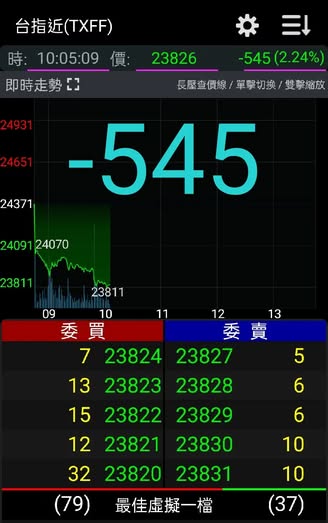 台指近(TXFF)
時: 10:05:09 價: 23826 -545 (2.24%)
即時走勢 長壓查價線 / 單擊切換 / 雙擊縮放
24931
-545
24651
24371
24091 24070
23811 23811
09 10 11 12 13
委 買 委 賣
7 23824 23827 5
13 23823 23828 6
15 23822 23829 6
12 23821 23830 10
32 23820 23831 10
(79) 最佳虛擬一檔 (37)